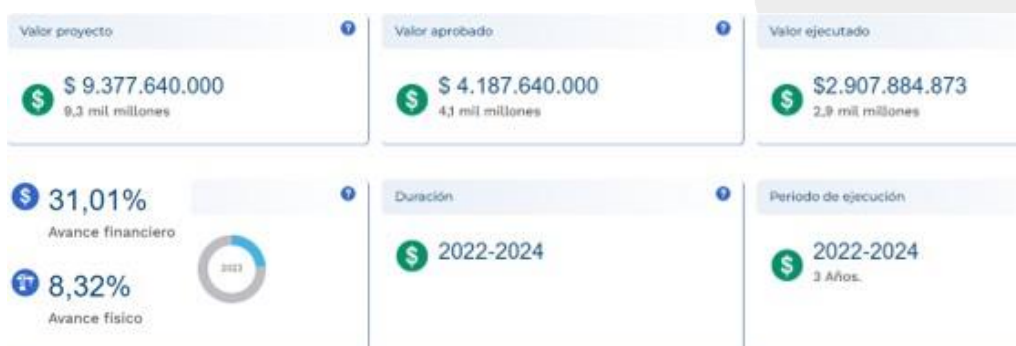 Valor proyecto
$ 9.377.640.000
9,3 mil millones
Valor aprobado
$ 4.187.640.000
4,1 mil millones
Valor ejecutado
$2.907.884.873
2,9 mil millones
31,01%
Avance financiero
2023
8,32%
Avance físico
Duración
2022-2024
Periodo de ejecución
2022-2024
3 Años.